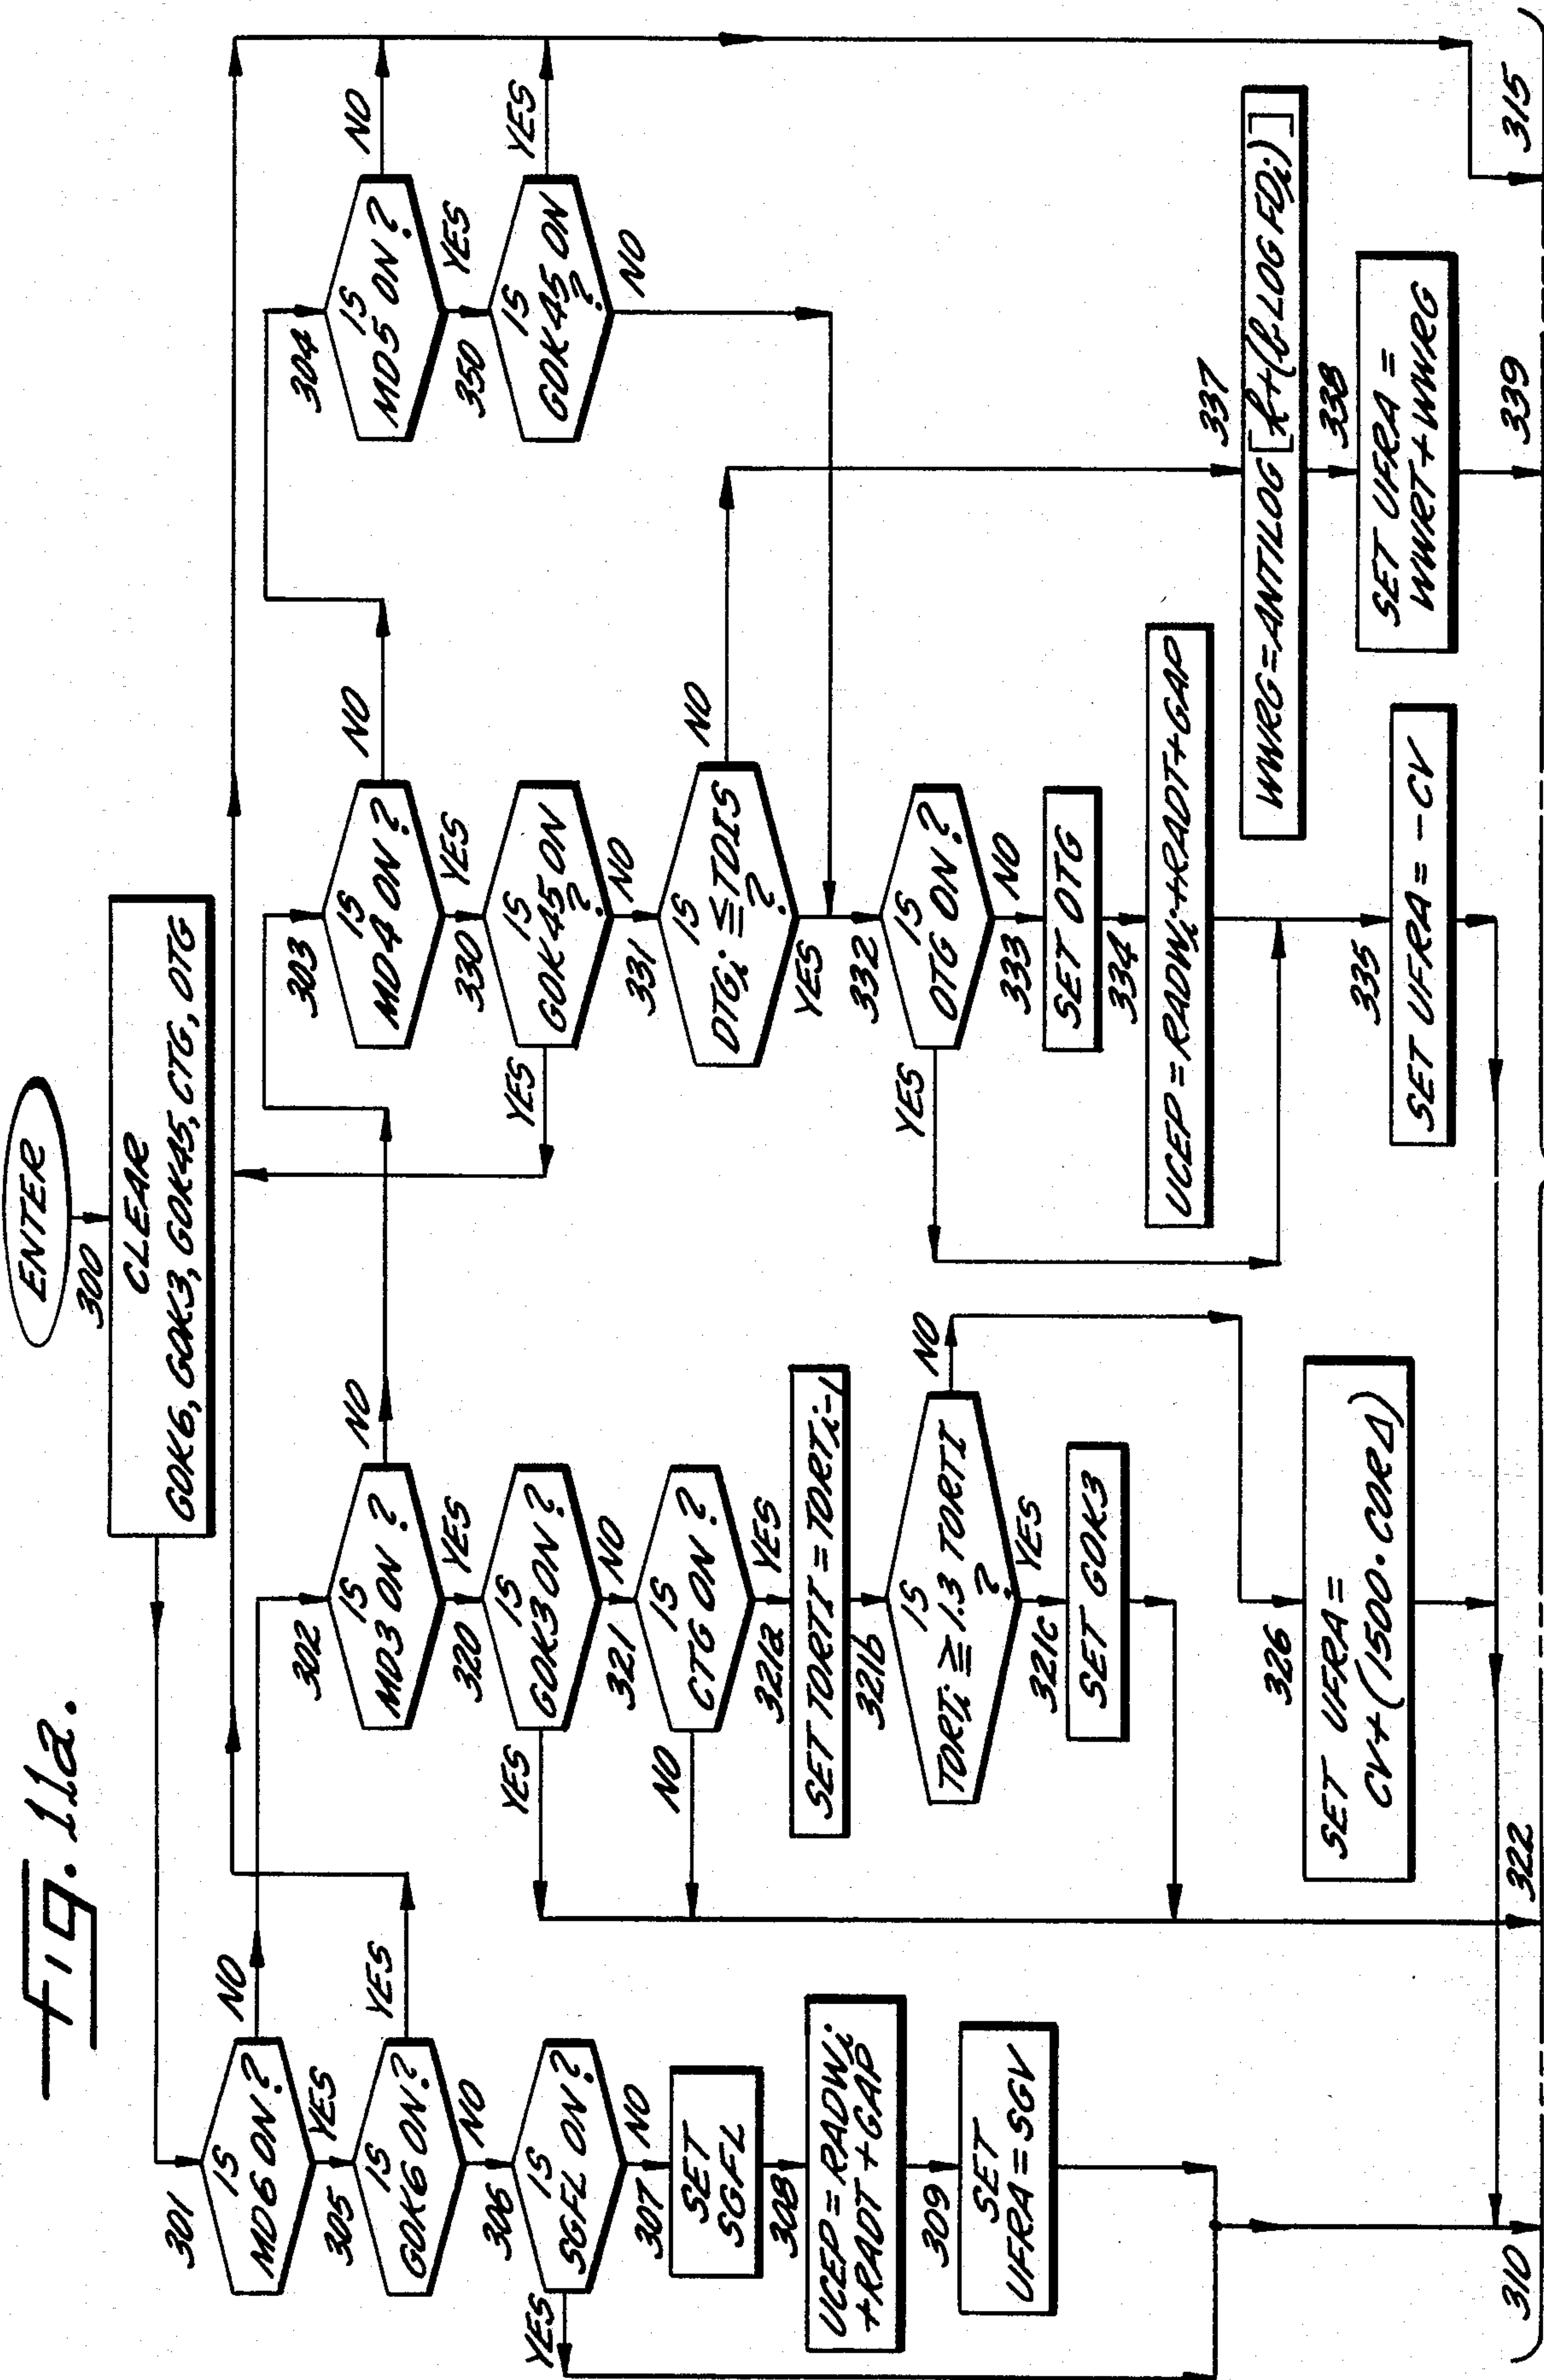 Fig. 11a.
ENTER
300
CLEAR
GOK6, GOK3, GOK45, CTG, OTG
301
IS
MD6 ON?
NO
YES
305
IS
GOK6 ON?
YES
NO
306
IS
SGFL ON?
YES
NO
307
SET
SGFL
308
UCEP = RADWi
+RADT + GAP
309
SET
UFRA = SGV
310
302
IS
MD3 ON?
NO
YES
320
IS
GOK3 ON?
YES
NO
321
IS
CTG ON?
NO
YES
321a
SET TORTI = TORTi-1
321b
IS
TORTi ≧ 1.3 TORTI
?
NO
YES
321c
SET GOK3
326
SET UFRA =
CV+(1500·CORΔ)
322
303
IS
MD4 ON?
NO
YES
330
IS
GOK45 ON
?
YES
NO
331
IS
DTGi ≦ TDIS
?
NO
YES
332
IS
OTG ON?
YES
NO
333
SET OTG
334
UCEP = RADWi+RADT+GAP
335
SET UFRA = -CV
304
IS
MD5 ON?
NO
YES
350
IS
GOK45 ON
?
YES
NO
337
WWRG=ANTILOG[k+(b LOG FDi)]
338
SET UFRA =
WWRT+WWRG
339
315